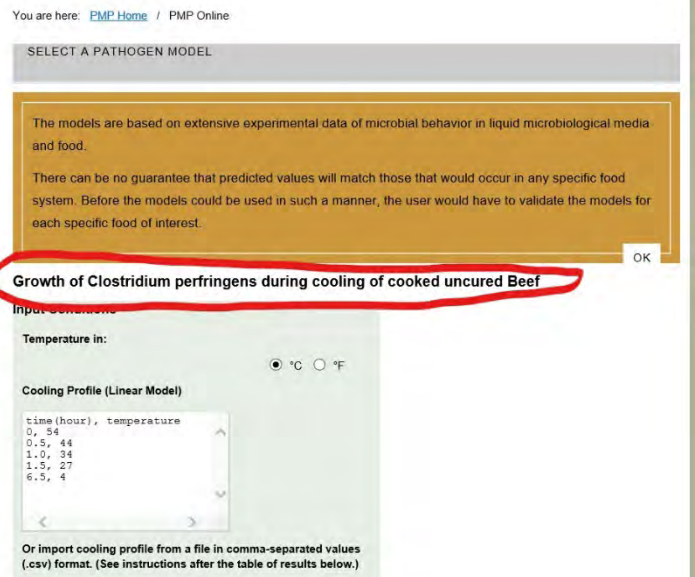 You are here: PMP Home / PMP Online
SELECT A PATHOGEN MODEL
The models are based on extensive experimental data of microbial behavior in liquid microbiological media
and food.
There can be no guarantee that predicted values will match those that would occur in any specific food
system. Before the models could be used in such a manner, the user would have to validate the models for
each specific food of interest.
OK
Growth of Clostridium perfringens during cooling of cooked uncured Beef
Input Conditions
Temperature in:
°C °F
Cooling Profile (Linear Model)
time(hour), temperature
0, 54
0.5, 44
1.0, 34
1.5, 27
6.5, 4
Or import cooling profile from a file in comma-separated values
(.csv) format. (See instructions after the table of results below.)